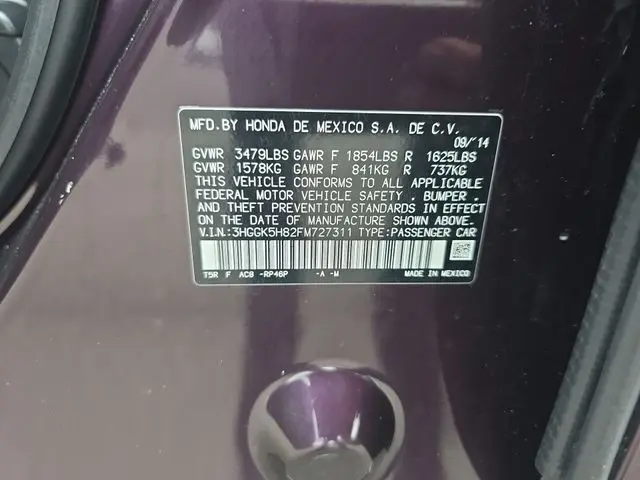 MFD.BY HONDA DE MEXICO S.A. DE C.V.
09/'14
GVWR 3479LBS GAWR F 1854LBS R 1625LBS
GVWR 1578KG GAWR F 841KG R 737KG
THIS VEHICLE CONFORMS TO ALL APPLICABLE
FEDERAL MOTOR VEHICLE SAFETY , BUMPER ,
AND THEFT PREVENTION STANDARDS IN EFFECT
ON THE DATE OF MANUFACTURE SHOWN ABOVE.
V.I.N.:3HGGK5H82FM727311 TYPE:PASSENGER CAR
T5R F AC8 -RP46P -A -M MADE IN MEXICO